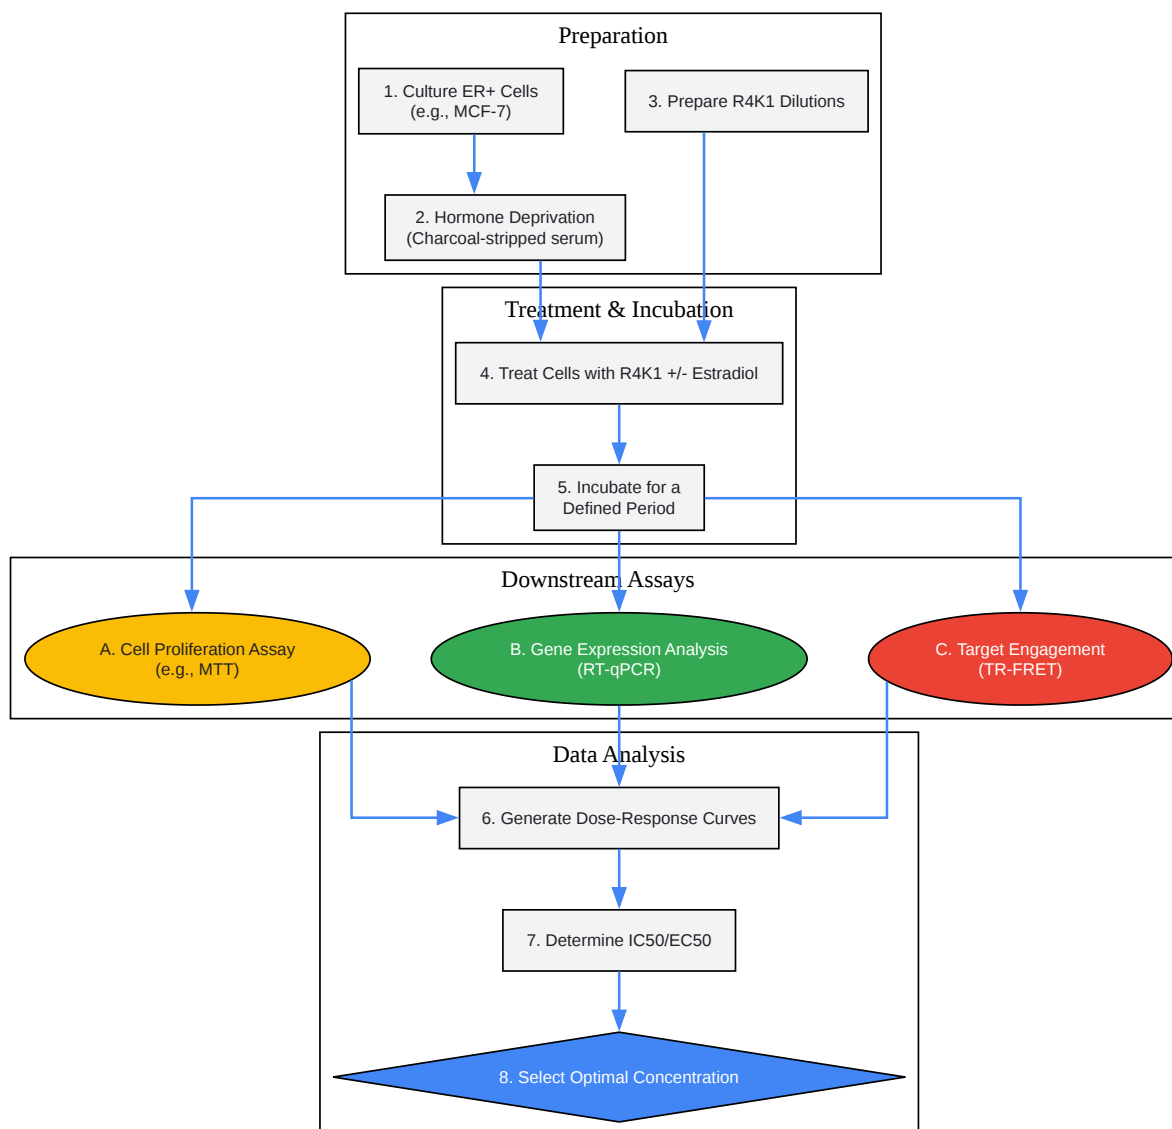 Preparation
1. Culture ER+ Cells
(e.g., MCF-7)
3. Prepare R4K1 Dilutions
2. Hormone Deprivation
(Charcoal-stripped serum)
Treatment & Incubation
4. Treat Cells with R4K1 +/- Estradiol
5. Incubate for a
Defined Period
Downstream Assays
A. Cell Proliferation Assay
(e.g., MTT)
B. Gene Expression Analysis
(RT-qPCR)
C. Target Engagement
(TR-FRET)
Data Analysis
6. Generate Dose-Response Curves
7. Determine IC50/EC50
8. Select Optimal Concentration